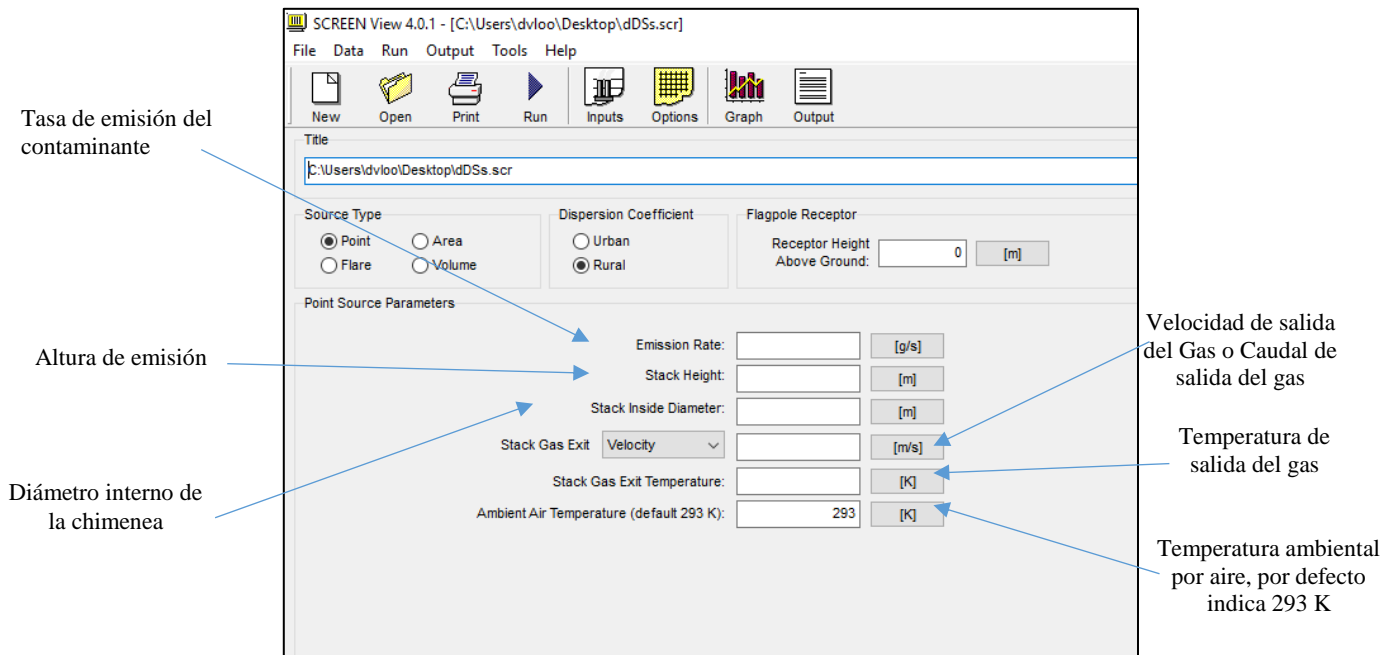 SCREEN View 4.0.1 - [C:\Users\dvloo\Desktop\dDSs.scr]
File Data Run Output Tools Help
New Open Print Run Inputs Options Graph Output
Title
C:\Users\dvloo\Desktop\dDSs.scr
Source Type
Point Area
Flare Volume
Dispersion Coefficient
Urban
Rural
Flagpole Receptor
Receptor Height
Above Ground: 0 [m]
Point Source Parameters
Emission Rate: [g/s]
Stack Height: [m]
Stack Inside Diameter: [m]
Stack Gas Exit Velocity [m/s]
Stack Gas Exit Temperature: [K]
Ambient Air Temperature (default 293 K): 293 [K]
Tasa de emisión del
contaminante
Altura de emisión
Diámetro interno de
la chimenea
Velocidad de salida
del Gas o Caudal de
salida del gas
Temperatura de
salida del gas
Temperatura ambiental
por aire, por defecto
indica 293 K